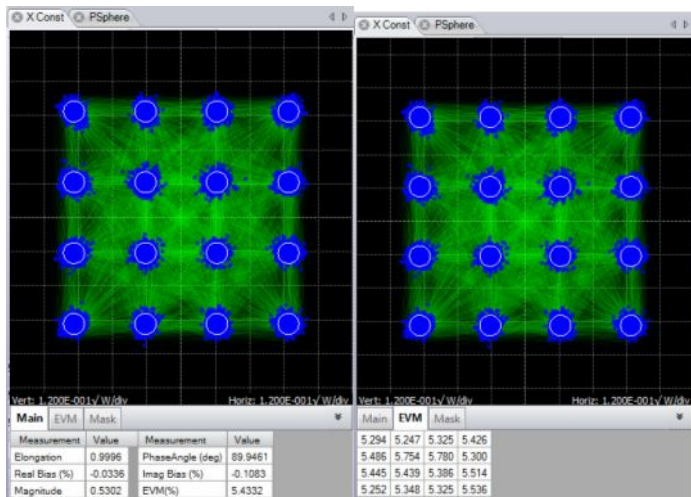 X Const PSphere
Vert: 1.200E-001√ W/div Horiz: 1.200E-001√ W/div
Main EVM Mask
Measurement Value Measurement Value
Elongation 0.9996 PhaseAngle (deg) 89.9461
Real Bias (%) -0.0336 Imag Bias (%) -0.1083
Magnitude 0.5302 EVM(%) 5.4332
X Const PSphere
Vert: 1.200E-001√ W/div Horiz: 1.200E-001√ W/div
Main EVM Mask
5.294 5.247 5.325 5.426
5.486 5.754 5.780 5.300
5.445 5.439 5.386 5.514
5.252 5.348 5.325 5.536